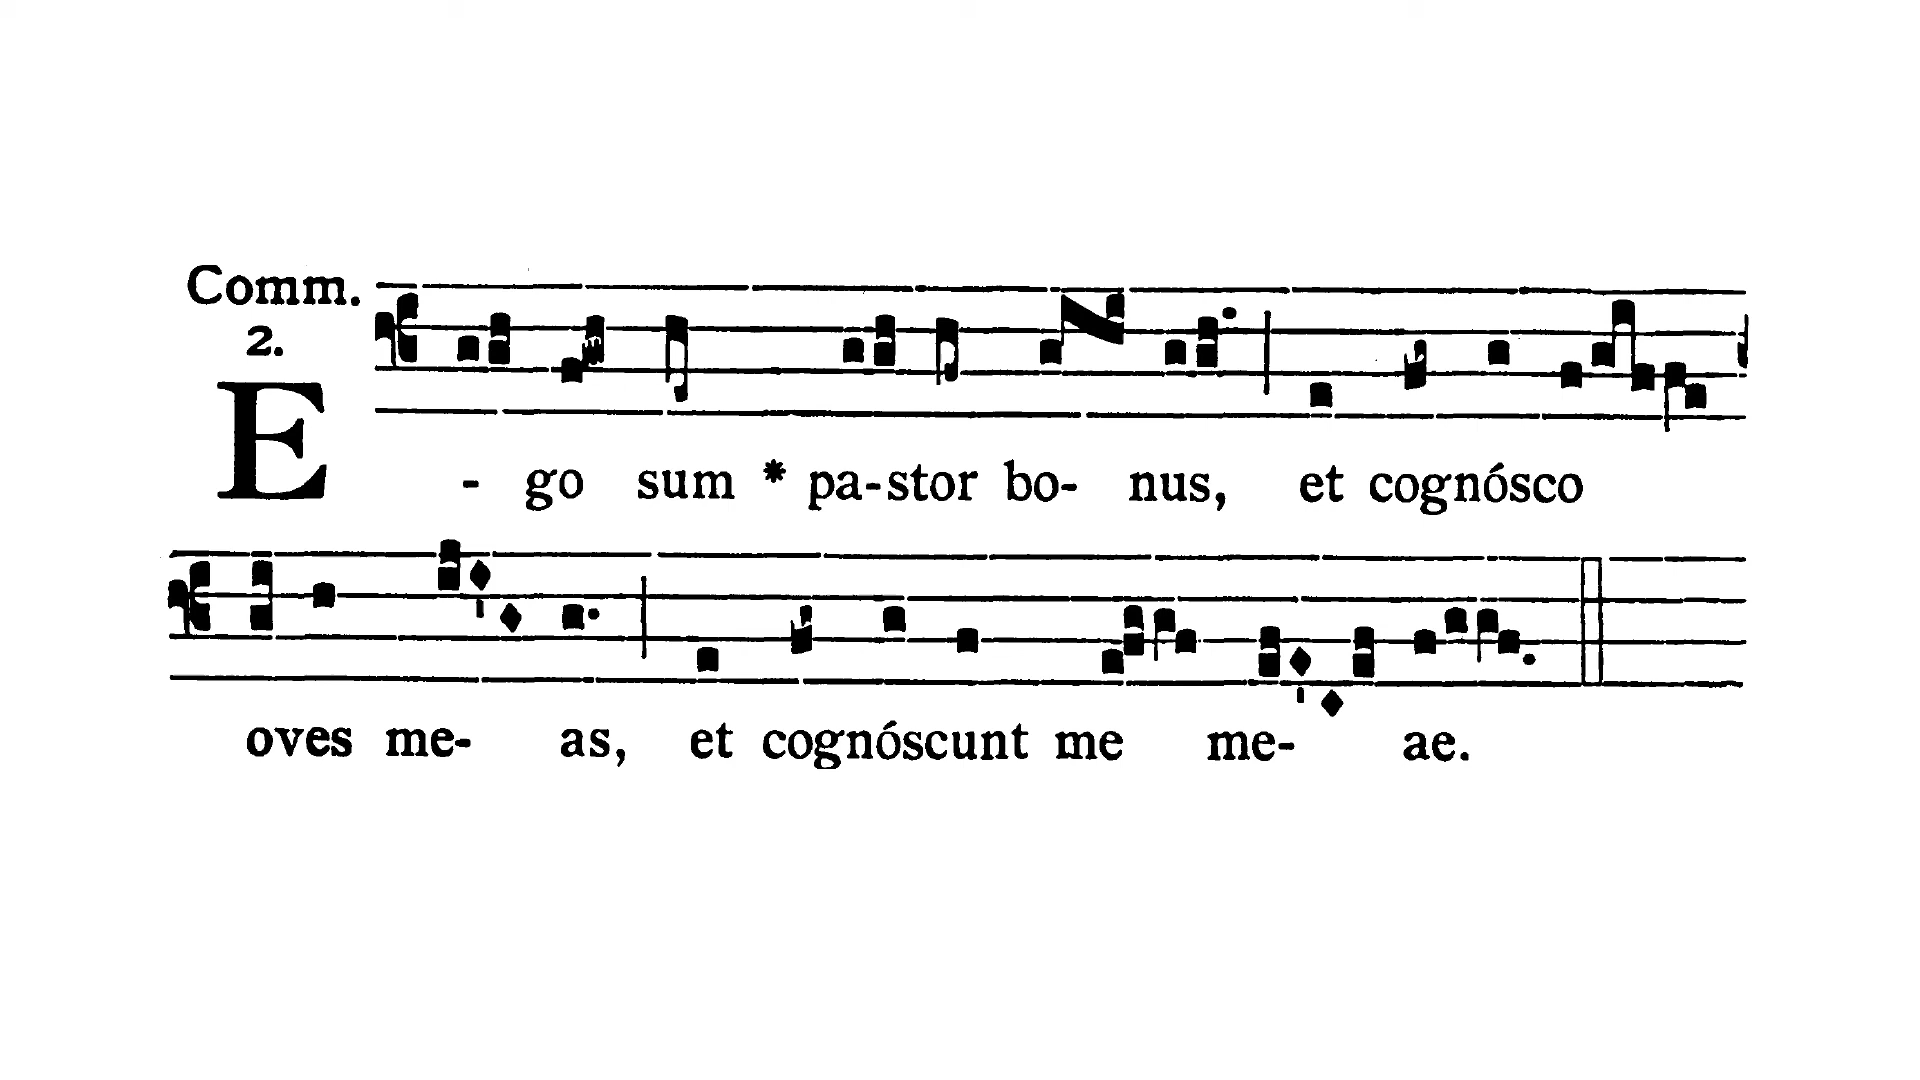 Comm.
2.
E - go sum * pa-stor bo- nus, et cognósco
oves me- as, et cognóscunt me me- ae.